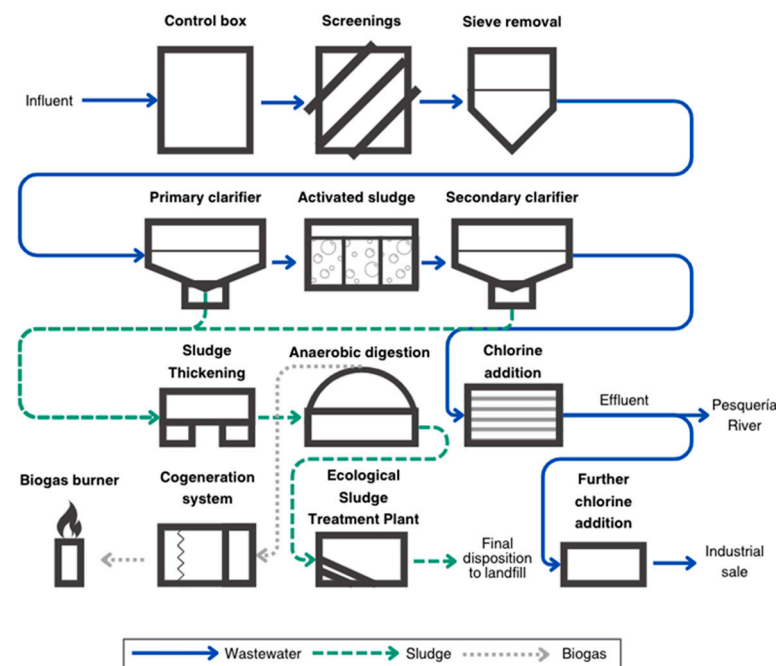 Control box
Screenings
Sieve removal
Influent
Primary clarifier
Activated sludge
Secondary clarifier
Sludge
Thickening
Anaerobic digestion
Chlorine
addition
Effluent
Pesquería
River
Biogas burner
Cogeneration
system
Ecological
Sludge
Treatment Plant
Further
chlorine
addition
Final
disposition
to landfill
Industrial
sale
Wastewater
Sludge
Biogas